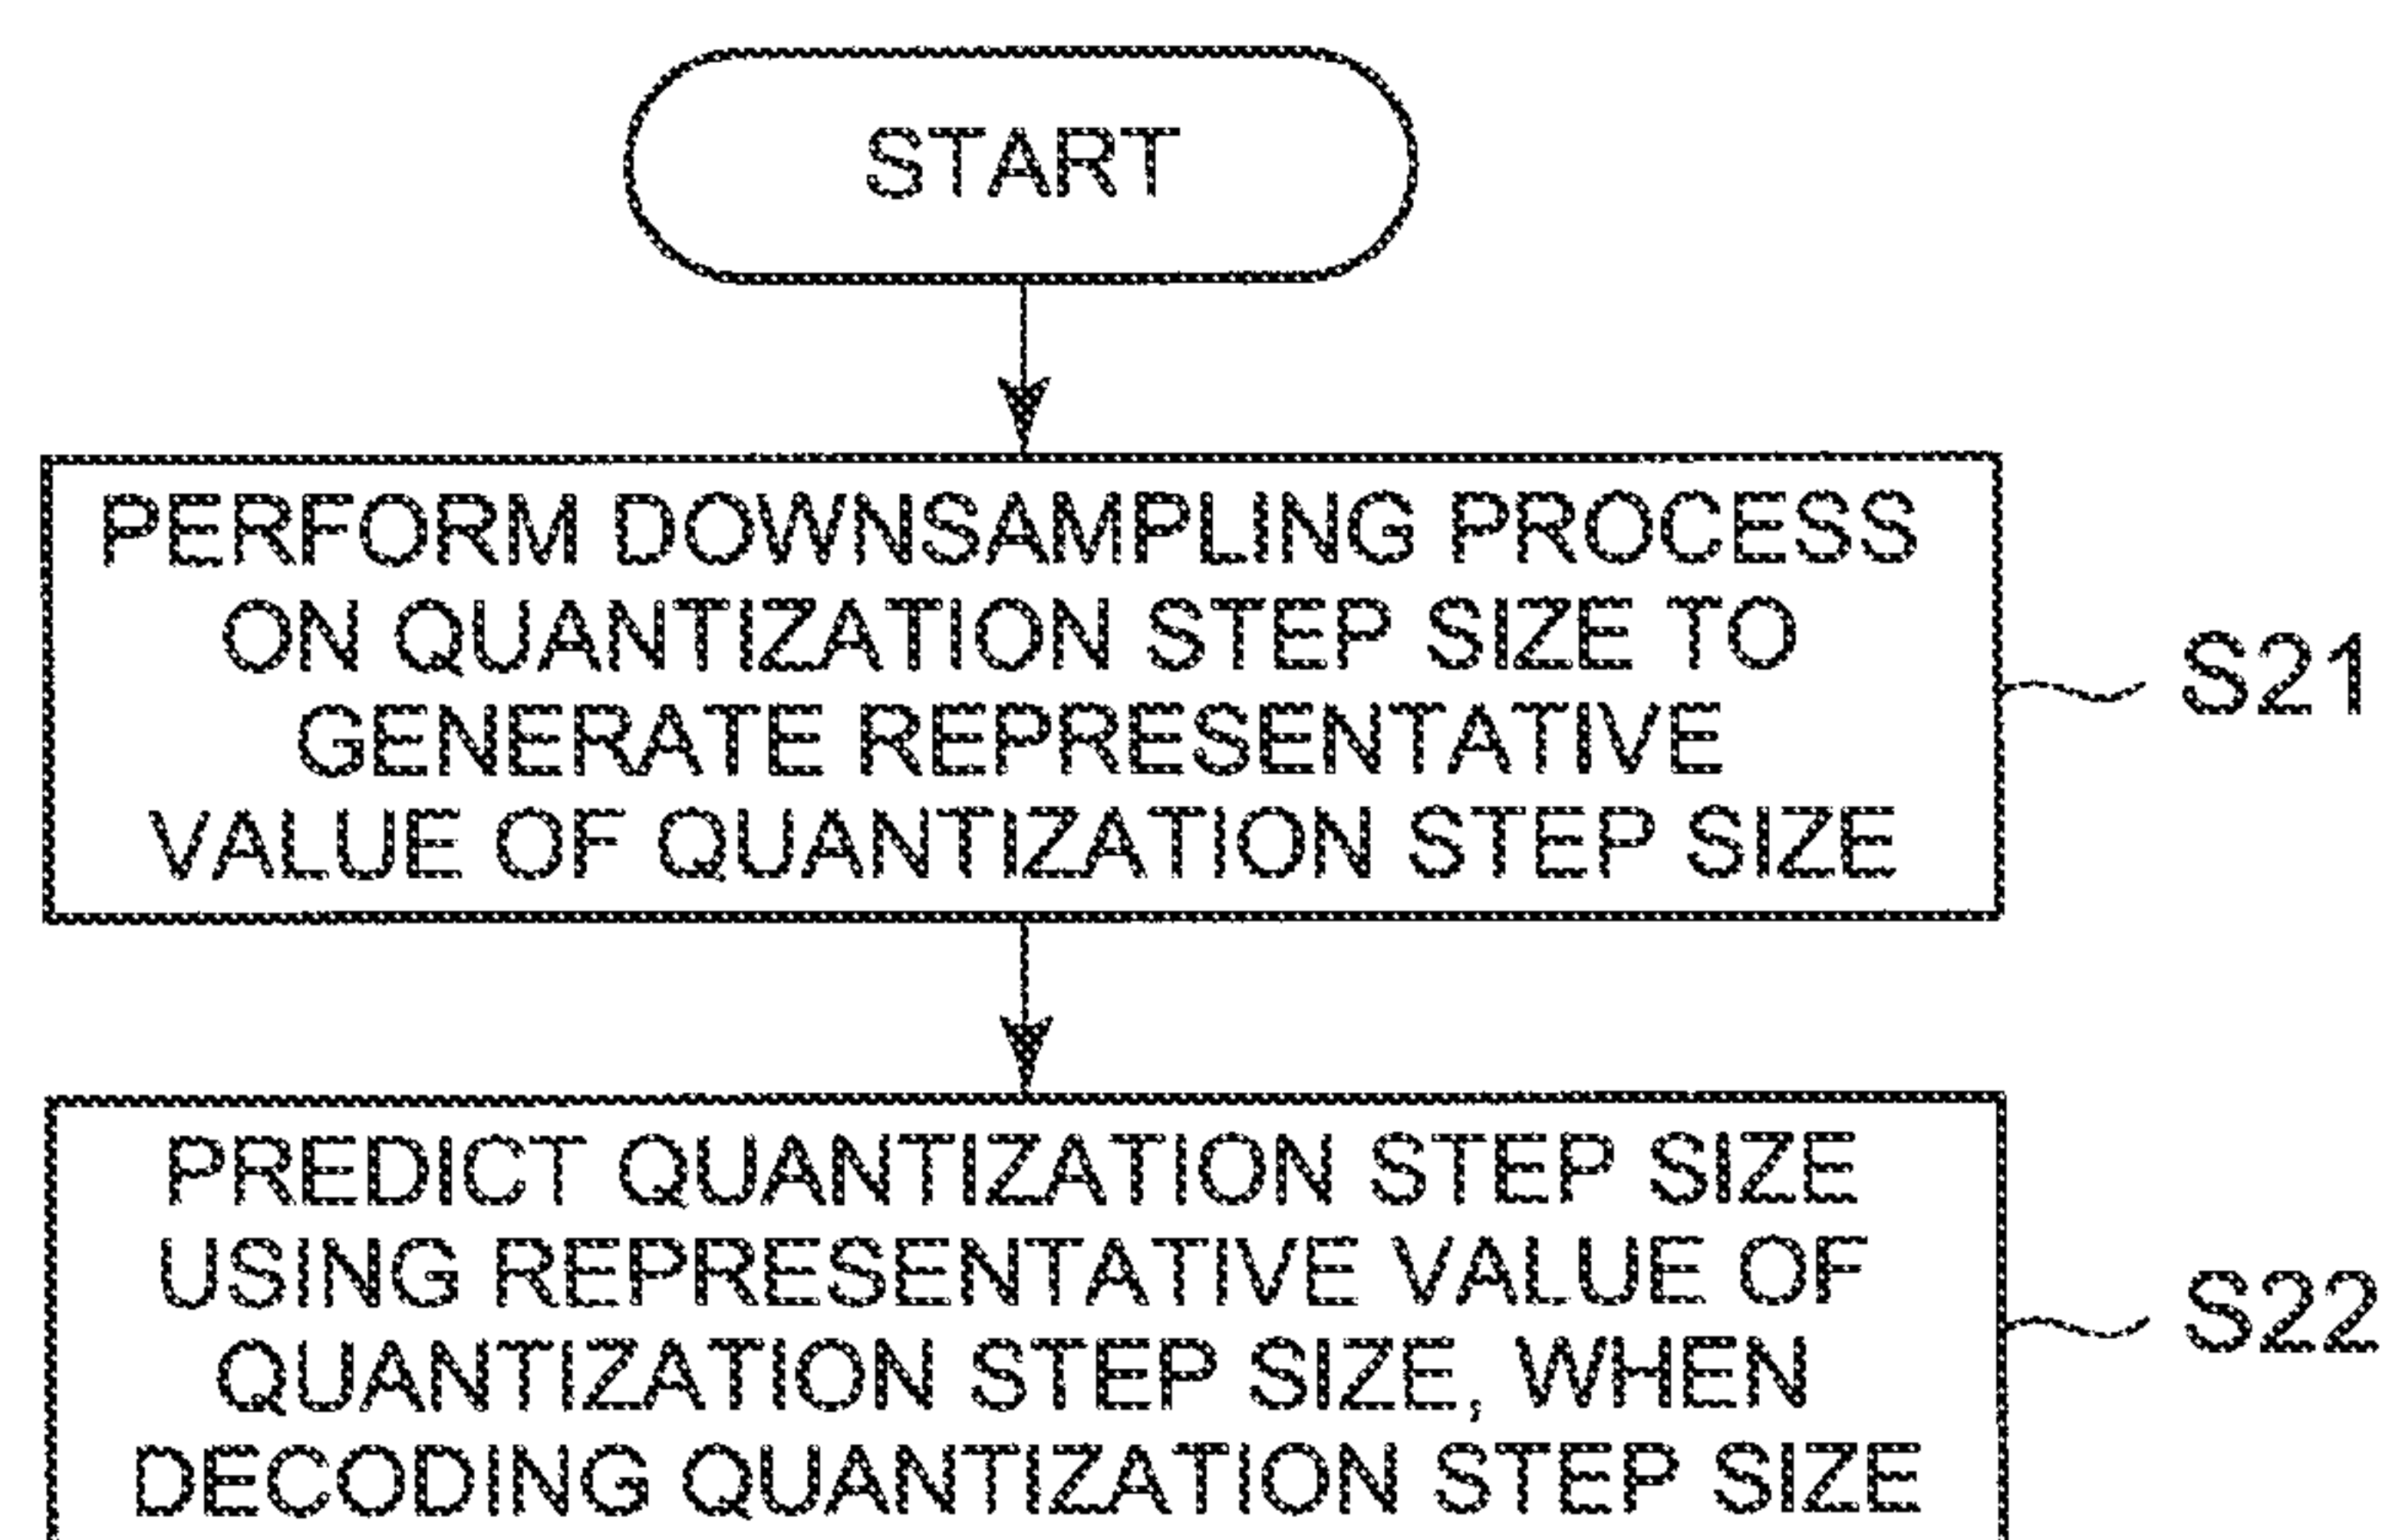 START
PERFORM DOWNSAMPLING PROCESS
ON QUANTIZATION STEP SIZE TO
GENERATE REPRESENTATIVE
VALUE OF QUANTIZATION STEP SIZE
S21
PREDICT QUANTIZATION STEP SIZE
USING REPRESENTATIVE VALUE OF
QUANTIZATION STEP SIZE, WHEN
DECODING QUANTIZATION STEP SIZE
S22